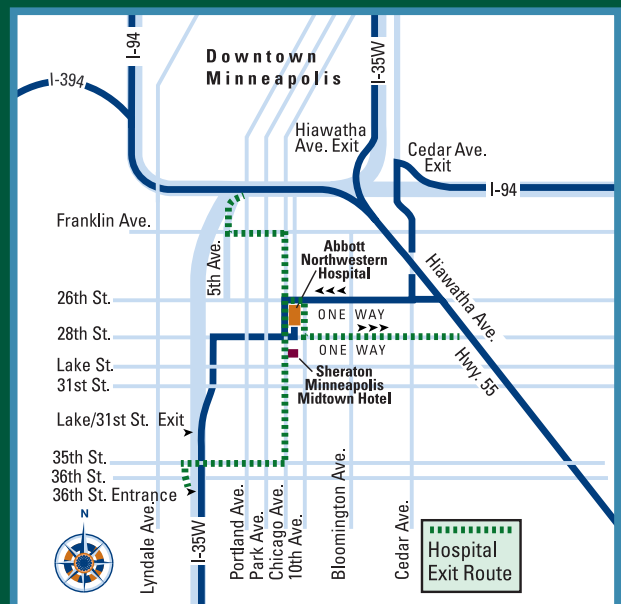 I-94
I-394
Downtown
Minneapolis
I-35W
Hiawatha
Ave. Exit
Cedar Ave.
Exit
I-94
Franklin Ave.
5th Ave.
Abbott
Northwestern
Hospital
Hiawatha Ave.
26th St.
ONE WAY
28th St.
ONE WAY
Lake St.
31st St.
Sheraton
Minneapolis
Midtown Hotel
Hwy. 55
Lake/31st St. Exit
35th St.
36th St.
36th St. Entrance
N
Lyndale Ave.
I-35W
Portland Ave.
Park Ave.
Chicago Ave.
10th Ave.
Bloomington Ave.
Cedar Ave.
Hospital
Exit Route